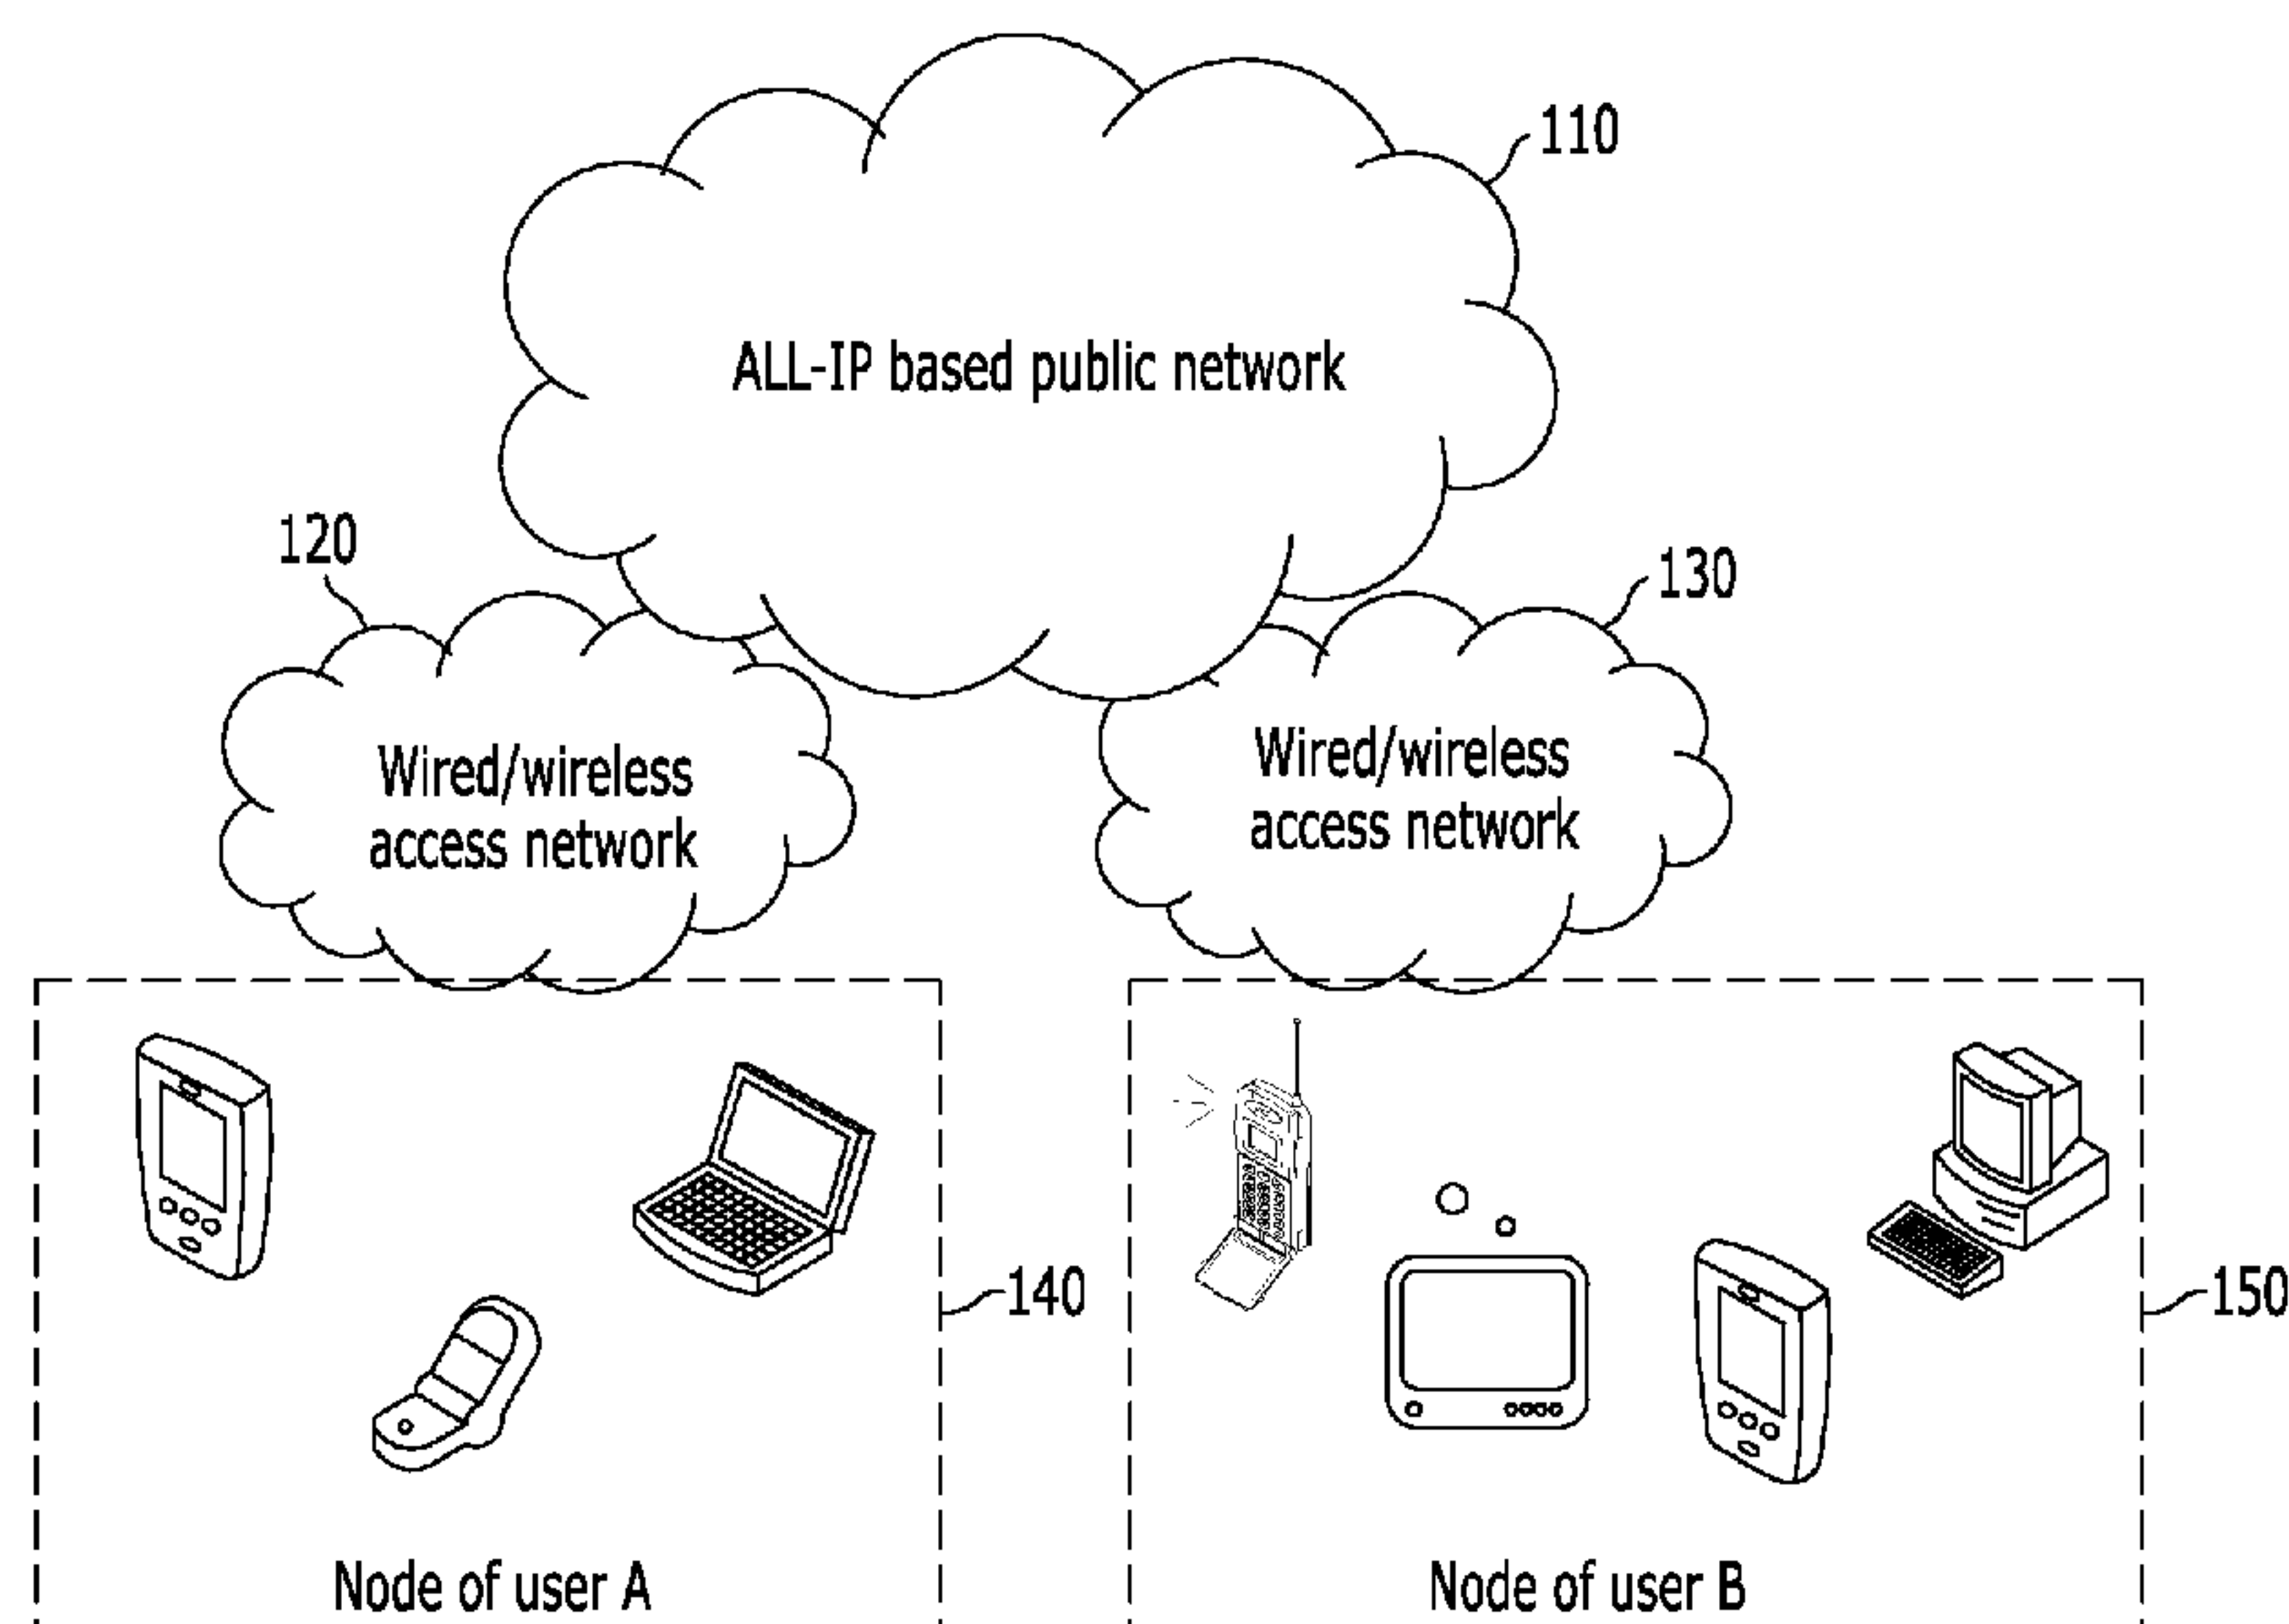 110
ALL-IP based public network
120
130
Wired/wireless
access network
Wired/wireless
access network
140
150
Node of user A
Node of user B